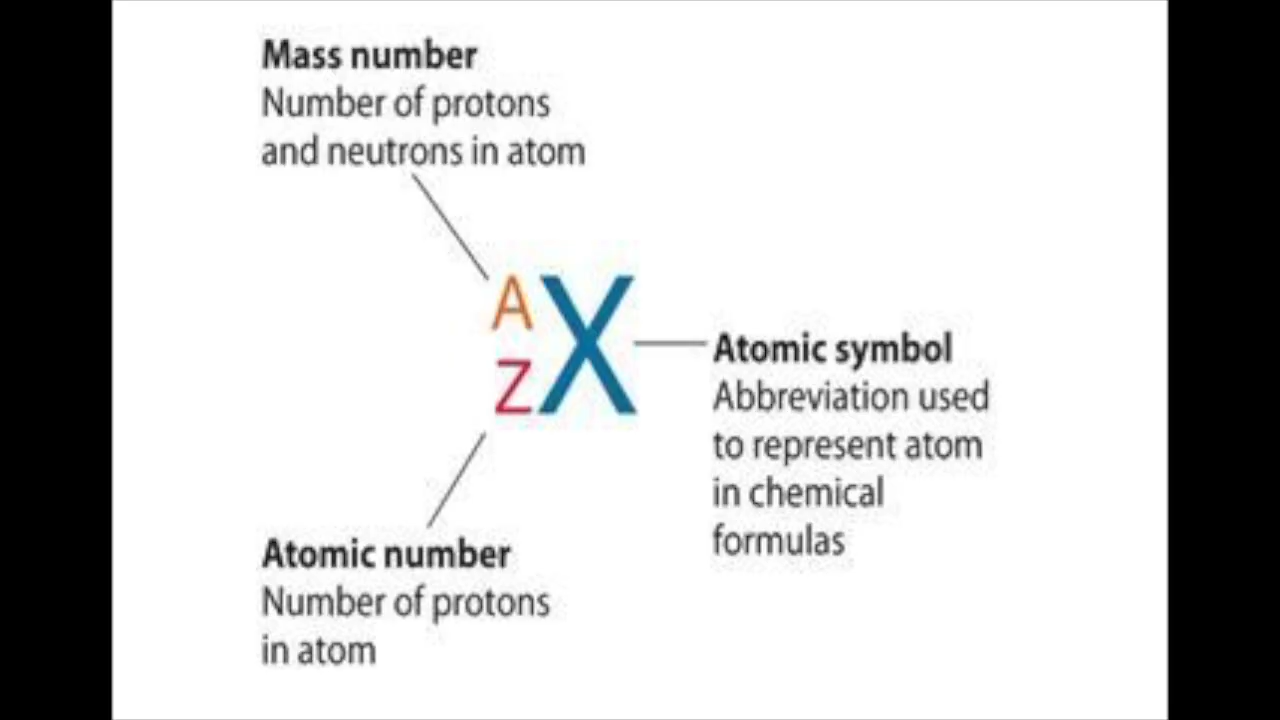 Mass number
Number of protons
and neutrons in atom
A
Z
X
Atomic symbol
Abbreviation used
to represent atom
in chemical
formulas
Atomic number
Number of protons
in atom